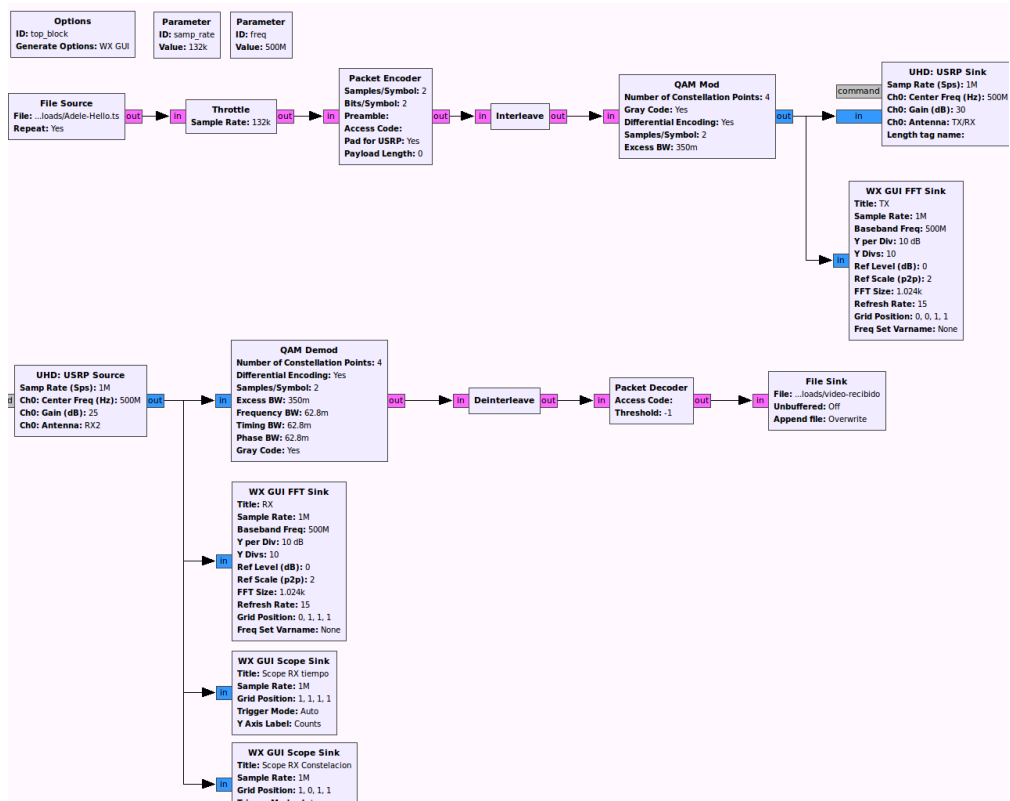 Options
ID: top_block
Generate Options: WX GUI
Parameter
ID: samp_rate
Value: 132k
Parameter
ID: freq
Value: 500M
File Source
File: ...loads/Adele-Hello.ts
Repeat: Yes
out
in
Throttle
Sample Rate: 132k
out
in
Packet Encoder
Samples/Symbol: 2
Bits/Symbol: 2
Preamble:
Access Code:
Pad for USRP: Yes
Payload Length: 0
out
in
Interleave
out
in
QAM Mod
Number of Constellation Points: 4
Gray Code: Yes
Differential Encoding: Yes
Samples/Symbol: 2
Excess BW: 350m
out
command
in
UHD: USRP Sink
Samp Rate (Sps): 1M
Ch0: Center Freq (Hz): 500M
Ch0: Gain (dB): 30
Ch0: Antenna: TX/RX
Length tag name:
in
WX GUI FFT Sink
Title: TX
Sample Rate: 1M
Baseband Freq: 500M
Y per Div: 10 dB
Y Divs: 10
Ref Level (dB): 0
Ref Scale (p2p): 2
FFT Size: 1.024k
Refresh Rate: 15
Grid Position: 0, 0, 1, 1
Freq Set Varname: None
d
UHD: USRP Source
Samp Rate (Sps): 1M
Ch0: Center Freq (Hz): 500M
Ch0: Gain (dB): 25
Ch0: Antenna: RX2
out
in
QAM Demod
Number of Constellation Points: 4
Differential Encoding: Yes
Samples/Symbol: 2
Excess BW: 350m
Frequency BW: 62.8m
Timing BW: 62.8m
Phase BW: 62.8m
Gray Code: Yes
out
in
Deinterleave
out
in
Packet Decoder
Access Code:
Threshold: -1
out
in
File Sink
File: ...loads/video-recibido
Unbuffered: Off
Append file: Overwrite
in
WX GUI FFT Sink
Title: RX
Sample Rate: 1M
Baseband Freq: 500M
Y per Div: 10 dB
Y Divs: 10
Ref Level (dB): 0
Ref Scale (p2p): 2
FFT Size: 1.024k
Refresh Rate: 15
Grid Position: 0, 1, 1, 1
Freq Set Varname: None
in
WX GUI Scope Sink
Title: Scope RX tiempo
Sample Rate: 1M
Grid Position: 1, 1, 1, 1
Trigger Mode: Auto
Y Axis Label: Counts
in
WX GUI Scope Sink
Title: Scope RX Constelacion
Sample Rate: 1M
Grid Position: 1, 0, 1, 1